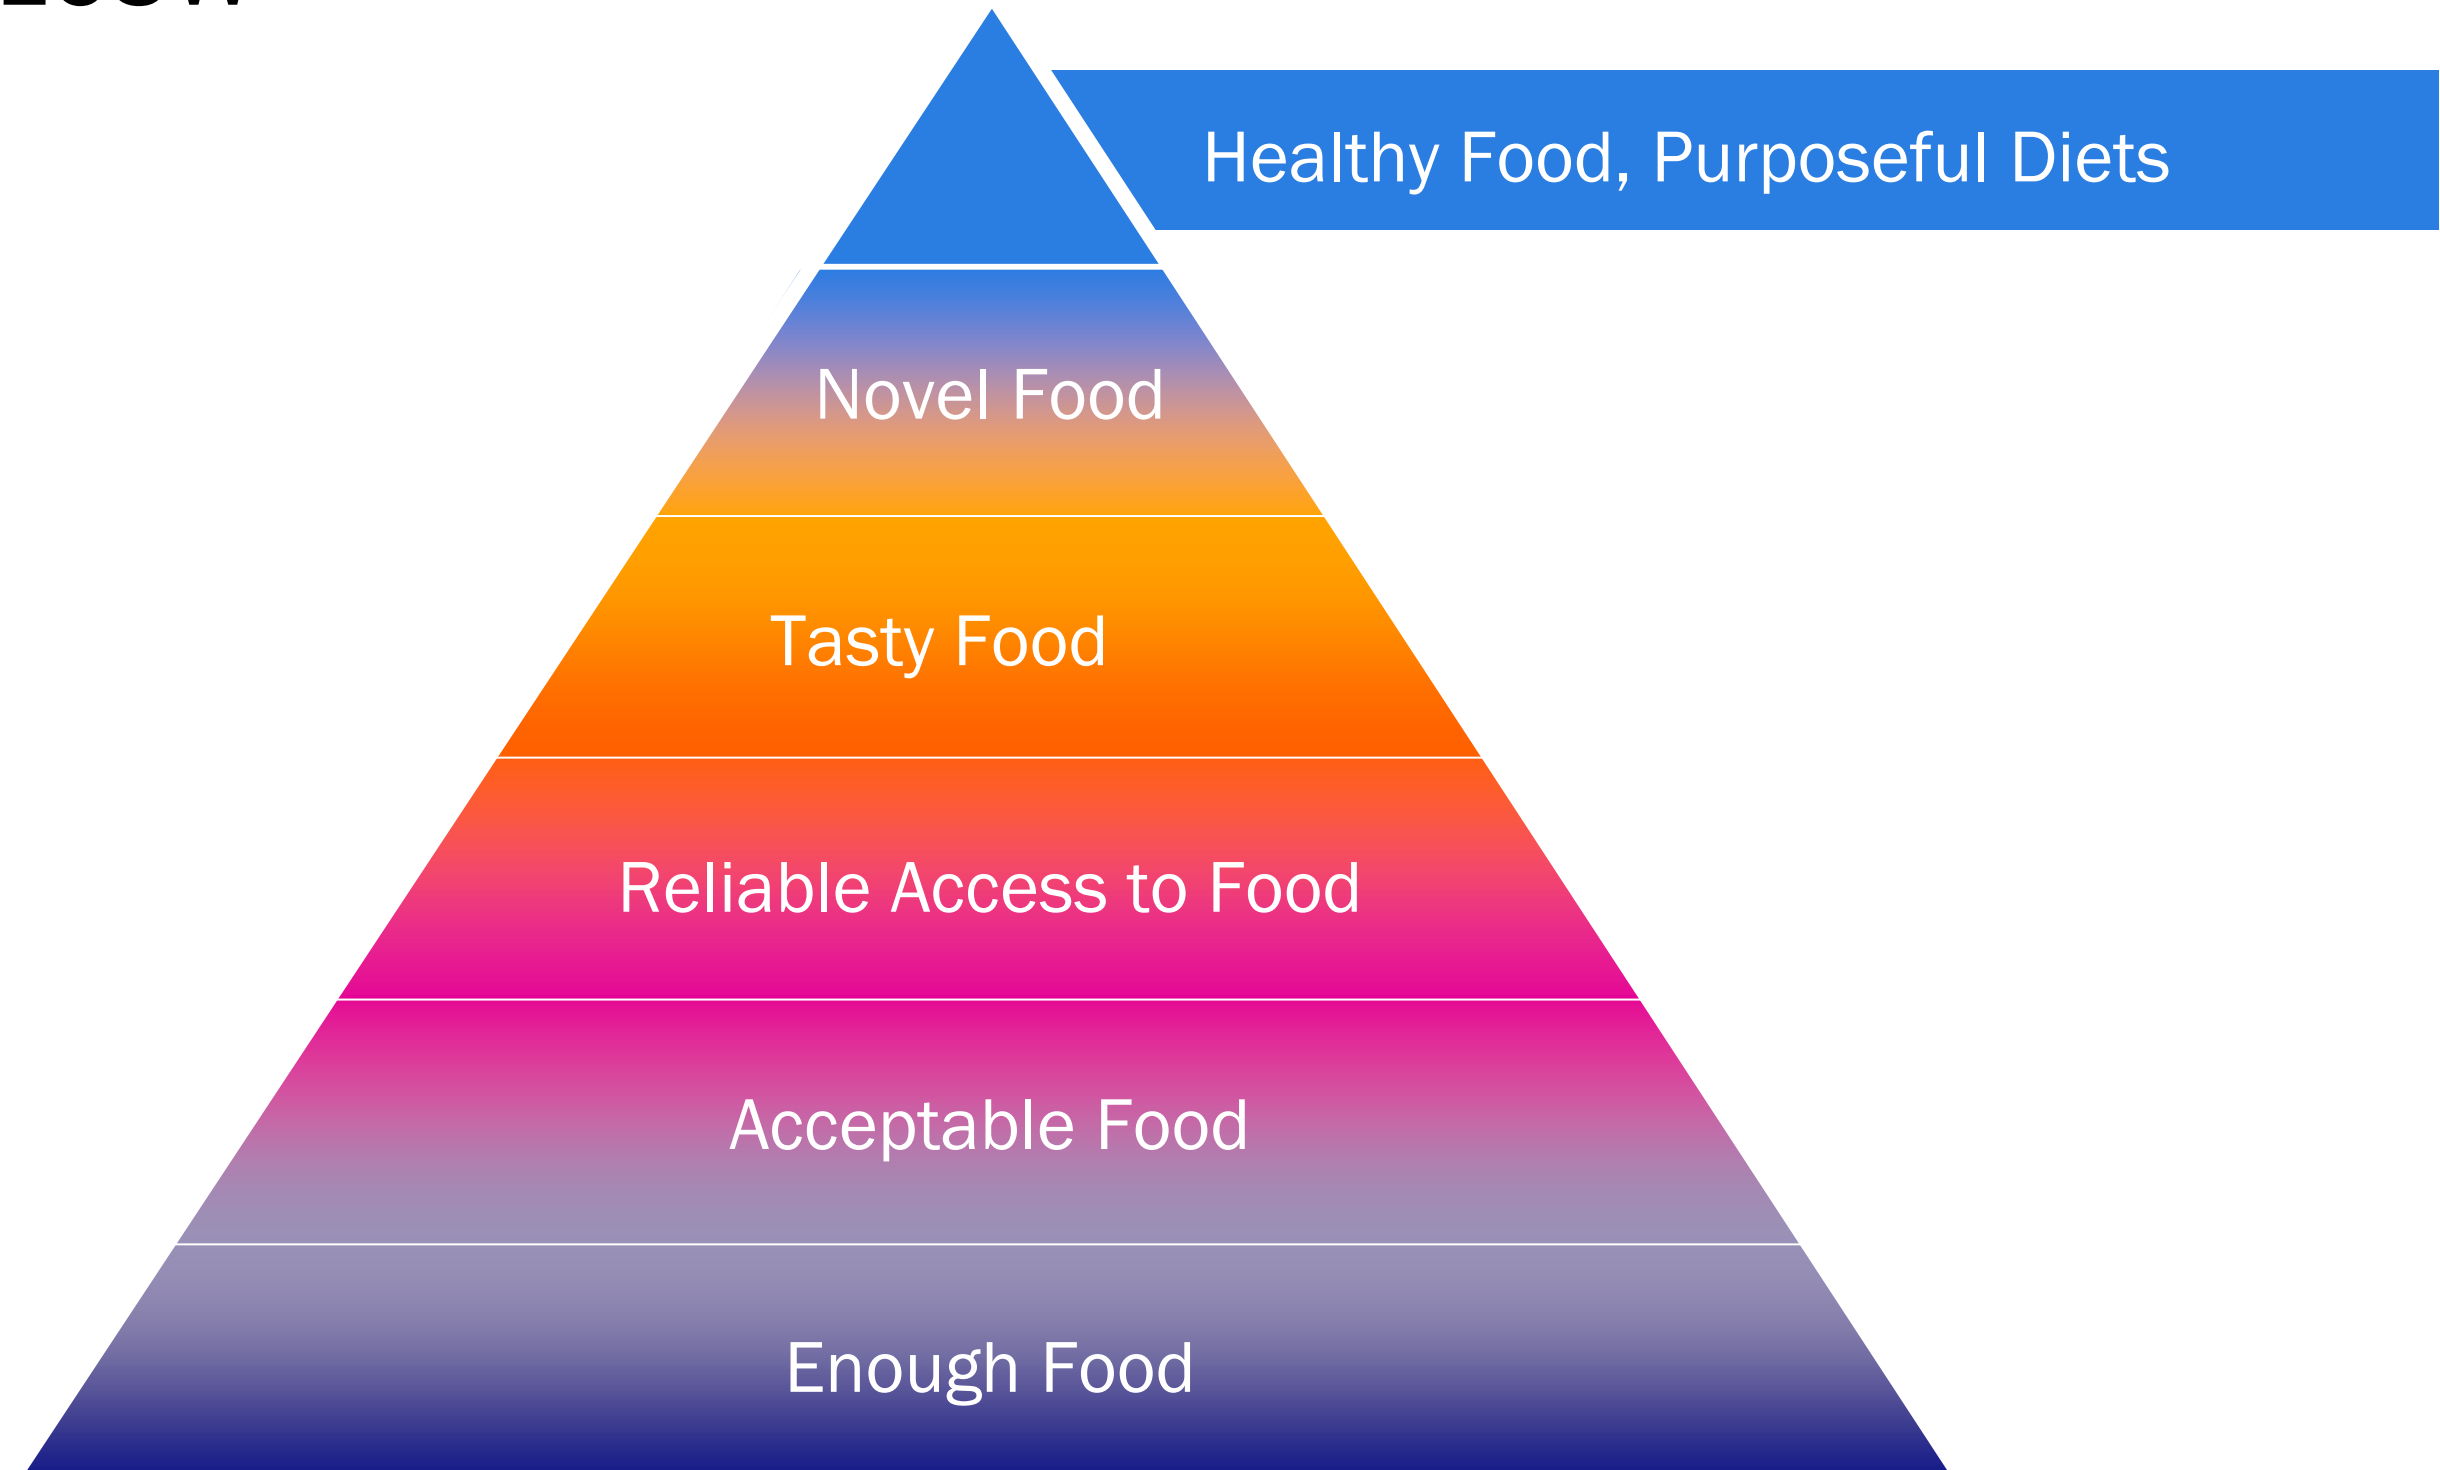 Healthy Food, Purposeful Diets
Novel Food
Tasty Food
Reliable Access to Food
Acceptable Food
Enough Food